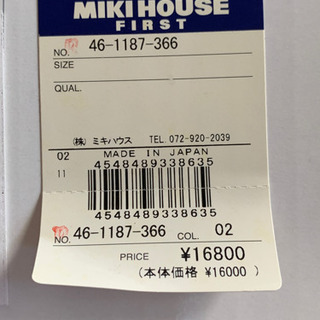 MIKIHOUSE
FIRST
NO. 46-1187-366
SIZE
QUAL.
(株) ミキハウス TEL. 072-920-2039
02 MADE IN JAPAN
11 4548489338635
4548489338635
NO. 46-1187-366 COL. 02
PRICE ¥16800
(本体価格 ¥16000)